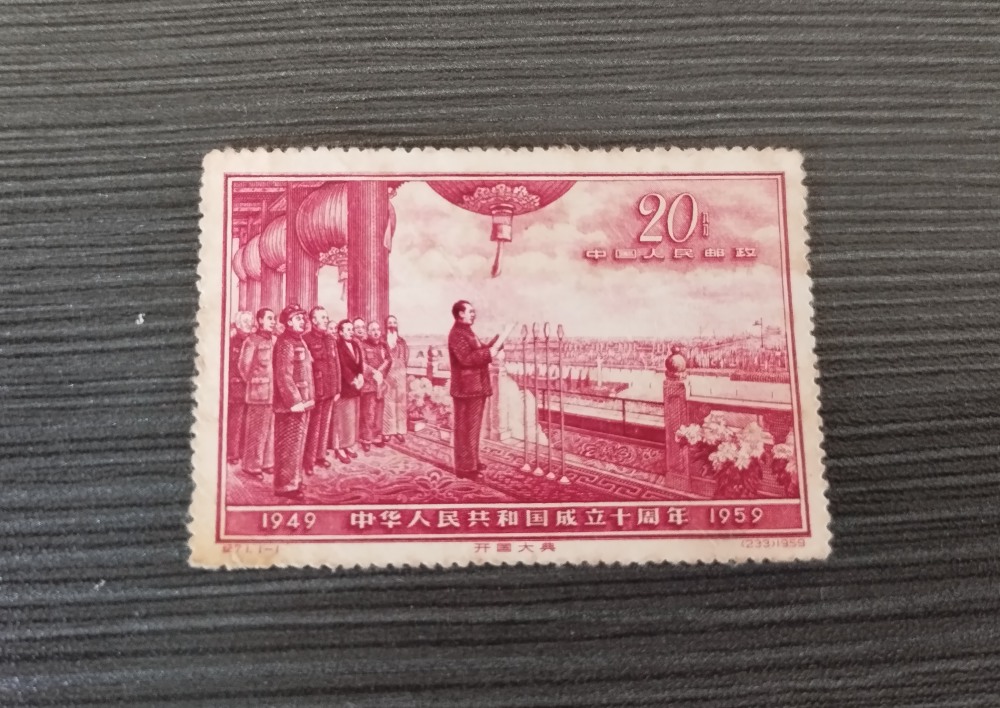 20分
中国人民邮政
1949 中华人民共和国成立十周年 1959
纪71.1-1 开国大典 (233)1959